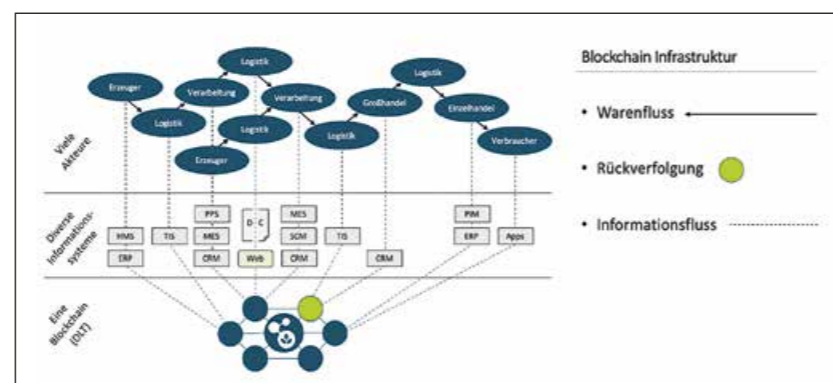 Blockchain Infrastruktur
• Warenfluss
• Rückverfolgung
• Informationsfluss
Viele
Akteure
Erzeuger
Logistik
Verarbeitung
Logistik
Erzeuger
Logistik
Verarbeitung
Logistik
Großhandel
Logistik
Einzelhandel
Verbraucher
Diverse
Informations-
systeme
HMS
ERP
TIS
PPS
MES
CRM
D C
Web
MES
SCM
CRM
TIS
CRM
PIM
ERP
Apps
Eine
Blockchain
(DLT)